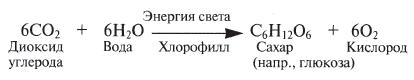 Энергия света
6CO₂ + 6H₂O → C₆H₁₂O₆ + 6O₂
Диоксид углерода Вода Хлорофилл Сахар (напр., глюкоза) Кислород